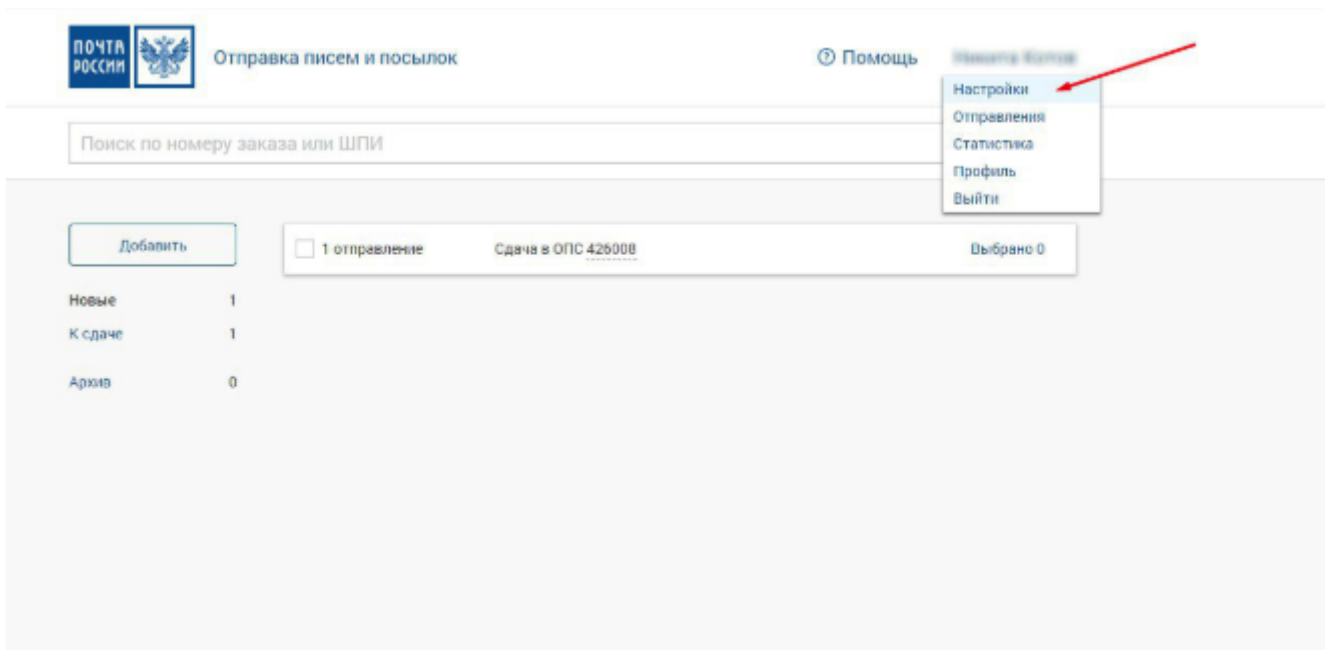 ПОЧТА
РОССИИ
Отправка писем и посылок
? Помощь
Настройки
Отправления
Статистика
Профиль
Выйти
Поиск по номеру заказа или ШПИ
Добавить
1 отправление
Сдача в ОПС 426008
Выбрано 0
Новые 1
К сдаче 1
Архив 0